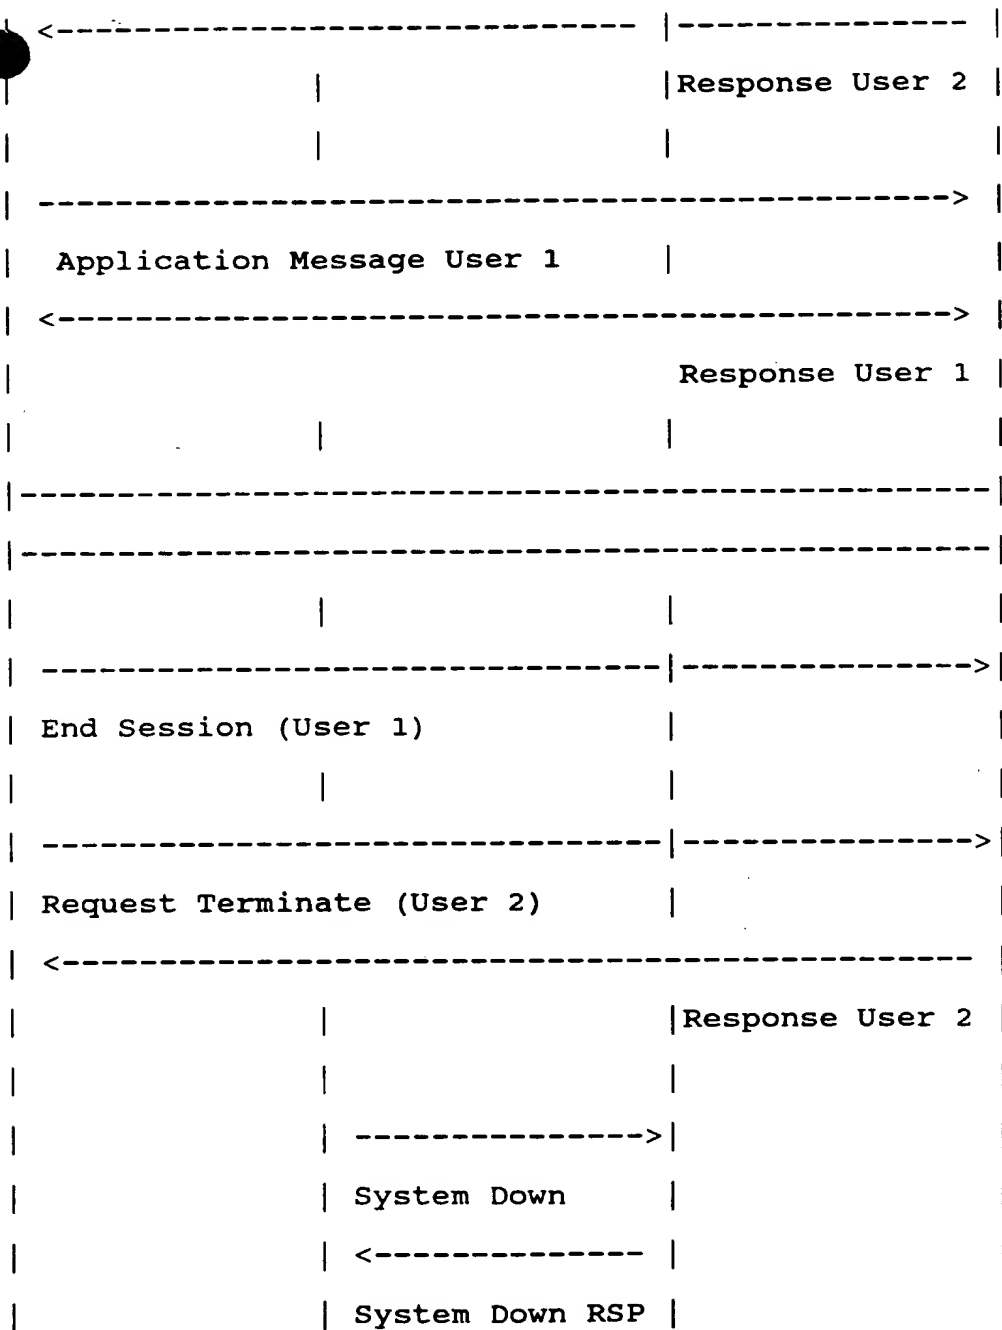 <------------------------------ |--------------- |
| | |Response User 2 |
| | | |
| -----------------------------------------------> |
| Application Message User 1 | |
| <----------------------------------------------> |
| Response User 1 |
| | | |
|--------------------------------------------------|
|--------------------------------------------------|
| | | |
| --------------------------------|--------------->|
| End Session (User 1) | |
| | | |
| --------------------------------|--------------->|
| Request Terminate (User 2) | |
| <----------------------------------------------- |
| | |Response User 2 |
| | | |
| | --------------->| |
| | System Down | |
| | <-------------- | |
| | System Down RSP | |